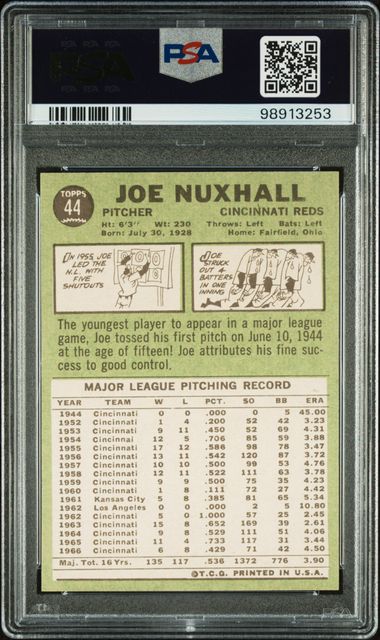 PSA
98913253
TOPPS
44
JOE NUXHALL
PITCHER CINCINNATI REDS
Ht: 6'3" Wt: 230 Throws: Left Bats: Left
Born: July 30, 1928 Home: Fairfield, Ohio
IN 1955, JOE
LED THE
N.L. WITH
FIVE
SHUTOUTS
JOE
STRUCK
OUT 4
BATTERS
IN ONE
INNING
The youngest player to appear in a major league
game, Joe tossed his first pitch on June 10, 1944
at the age of fifteen! Joe attributes his fine suc-
cess to good control.
MAJOR LEAGUE PITCHING RECORD
YEAR TEAM W L PCT. SO BB ERA
1944 Cincinnati 0 0 .000 0 5 45.00
1952 Cincinnati 1 4 .200 52 42 3.23
1953 Cincinnati 9 11 .450 52 69 4.31
1954 Cincinnati 12 5 .706 85 59 3.88
1955 Cincinnati 17 12 .586 98 78 3.47
1956 Cincinnati 13 11 .542 120 87 3.72
1957 Cincinnati 10 10 .500 99 53 4.76
1958 Cincinnati 12 11 .522 111 63 3.78
1959 Cincinnati 9 9 .500 75 35 4.23
1960 Cincinnati 1 8 .111 72 27 4.42
1961 Kansas City 5 8 .385 81 65 5.34
1962 Los Angeles 0 0 .000 2 5 10.80
1962 Cincinnati 5 0 1.000 57 25 2.45
1963 Cincinnati 15 8 .652 169 39 2.61
1964 Cincinnati 9 8 .529 111 51 4.06
1965 Cincinnati 11 4 .733 117 31 3.44
1966 Cincinnati 6 8 .429 71 42 4.50
Maj. Tot. 16 Yrs. 135 117 .536 1372 776 3.90
© T.C.G. PRINTED IN U.S.A.
PSA